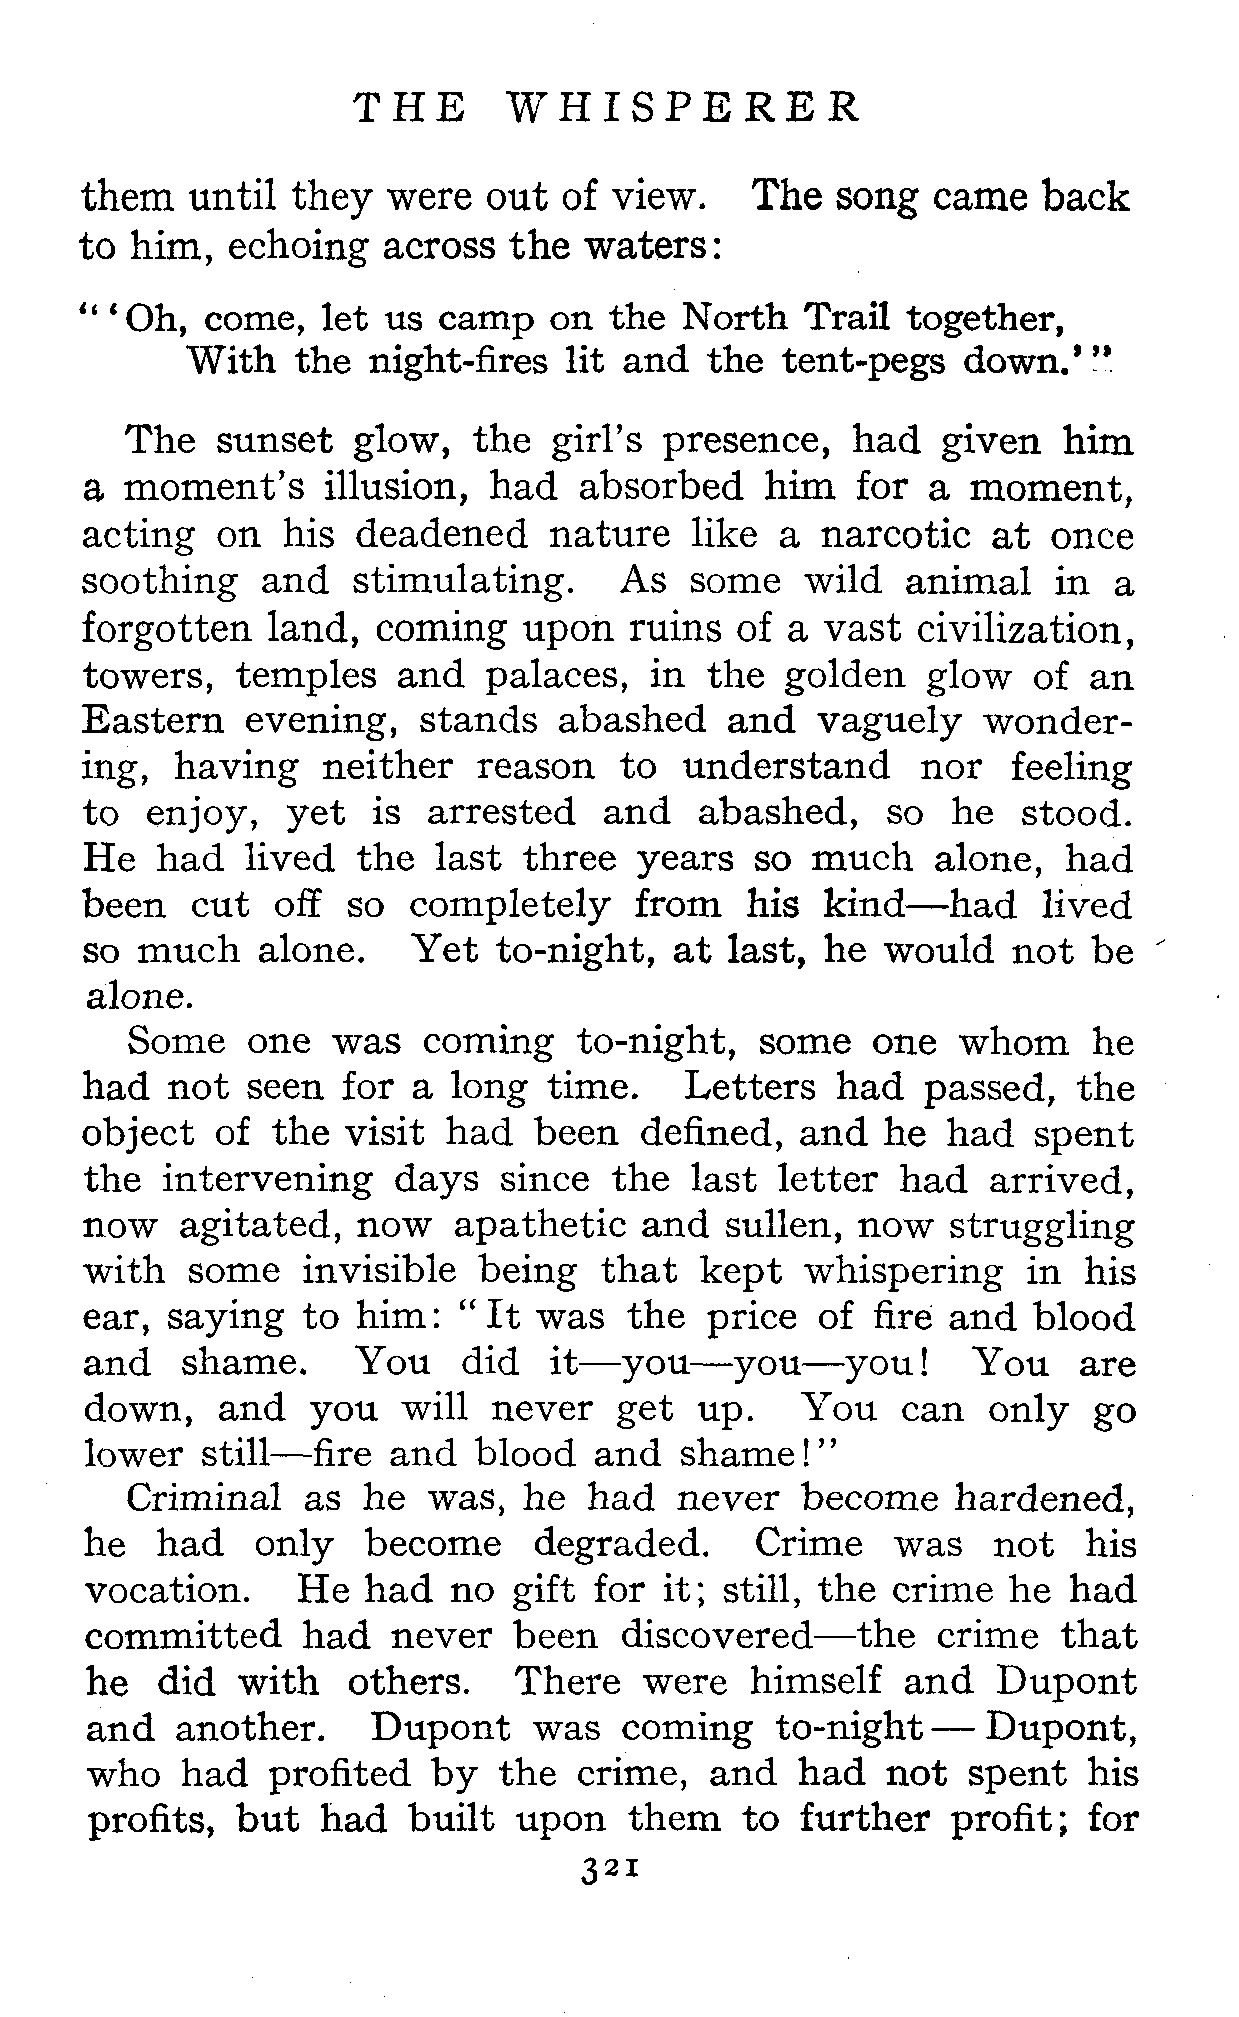 THE WHISPERER
them until they were out of view. The song came back
to him, echoing across the waters:
"'Oh, come, let us camp on the North Trail together,
With the night-fires lit and the tent-pegs down.'"
The sunset glow, the girl's presence, had given him
a moment's illusion, had absorbed him for a moment,
acting on his deadened nature like a narcotic at once
soothing and stimulating. As some wild animal in a
forgotten land, coming upon ruins of a vast civilization,
towers, temples and palaces, in the golden glow of an
Eastern evening, stands abashed and vaguely wonder-
ing, having neither reason to understand nor feeling
to enjoy, yet is arrested and abashed, so he stood.
He had lived the last three years so much alone, had
been cut off so completely from his kind—had lived
so much alone. Yet to-night, at last, he would not be
alone.
Some one was coming to-night, some one whom he
had not seen for a long time. Letters had passed, the
object of the visit had been defined, and he had spent
the intervening days since the last letter had arrived,
now agitated, now apathetic and sullen, now struggling
with some invisible being that kept whispering in his
ear, saying to him: "It was the price of fire and blood
and shame. You did it—you—you—you! You are
down, and you will never get up. You can only go
lower still—fire and blood and shame!"
Criminal as he was, he had never become hardened,
he had only become degraded. Crime was not his
vocation. He had no gift for it; still, the crime he had
committed had never been discovered—the crime that
he did with others. There were himself and Dupont
and another. Dupont was coming to-night—Dupont,
who had profited by the crime, and had not spent his
profits, but had built upon them to further profit; for
321